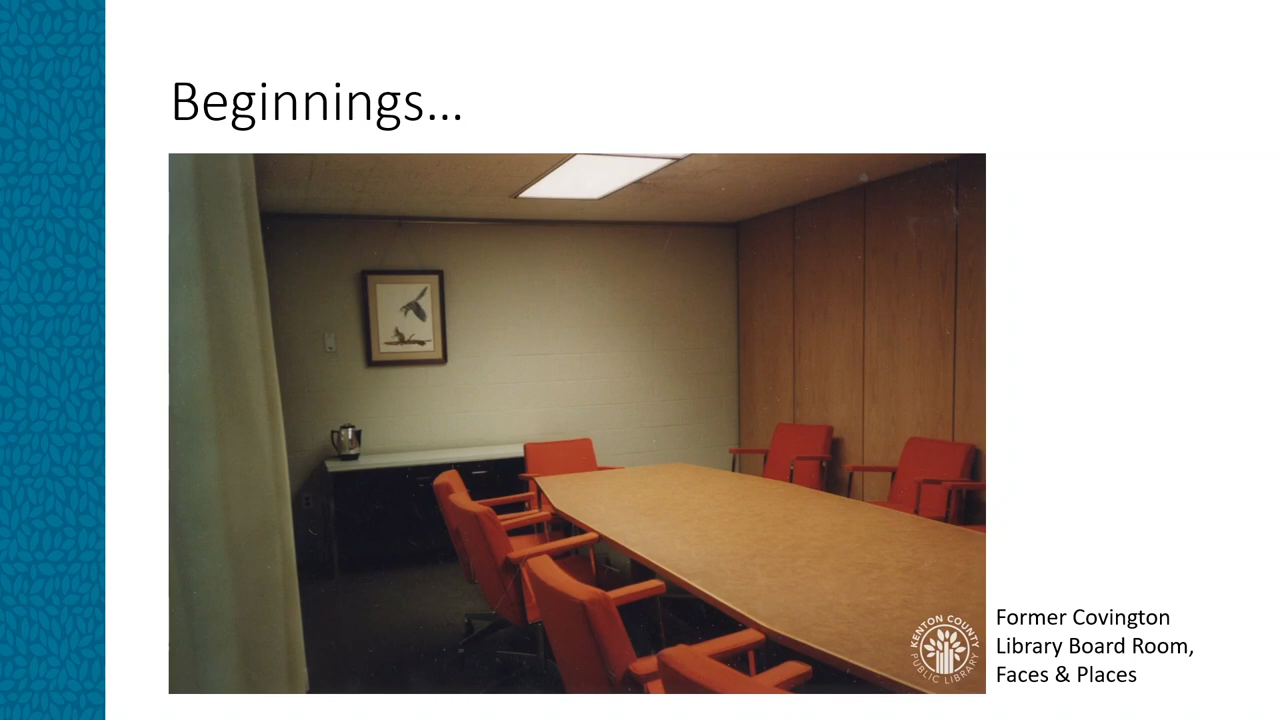 Beginnings...
KENTON COUNTY
PUBLIC LIBRARY
Former Covington
Library Board Room,
Faces & Places